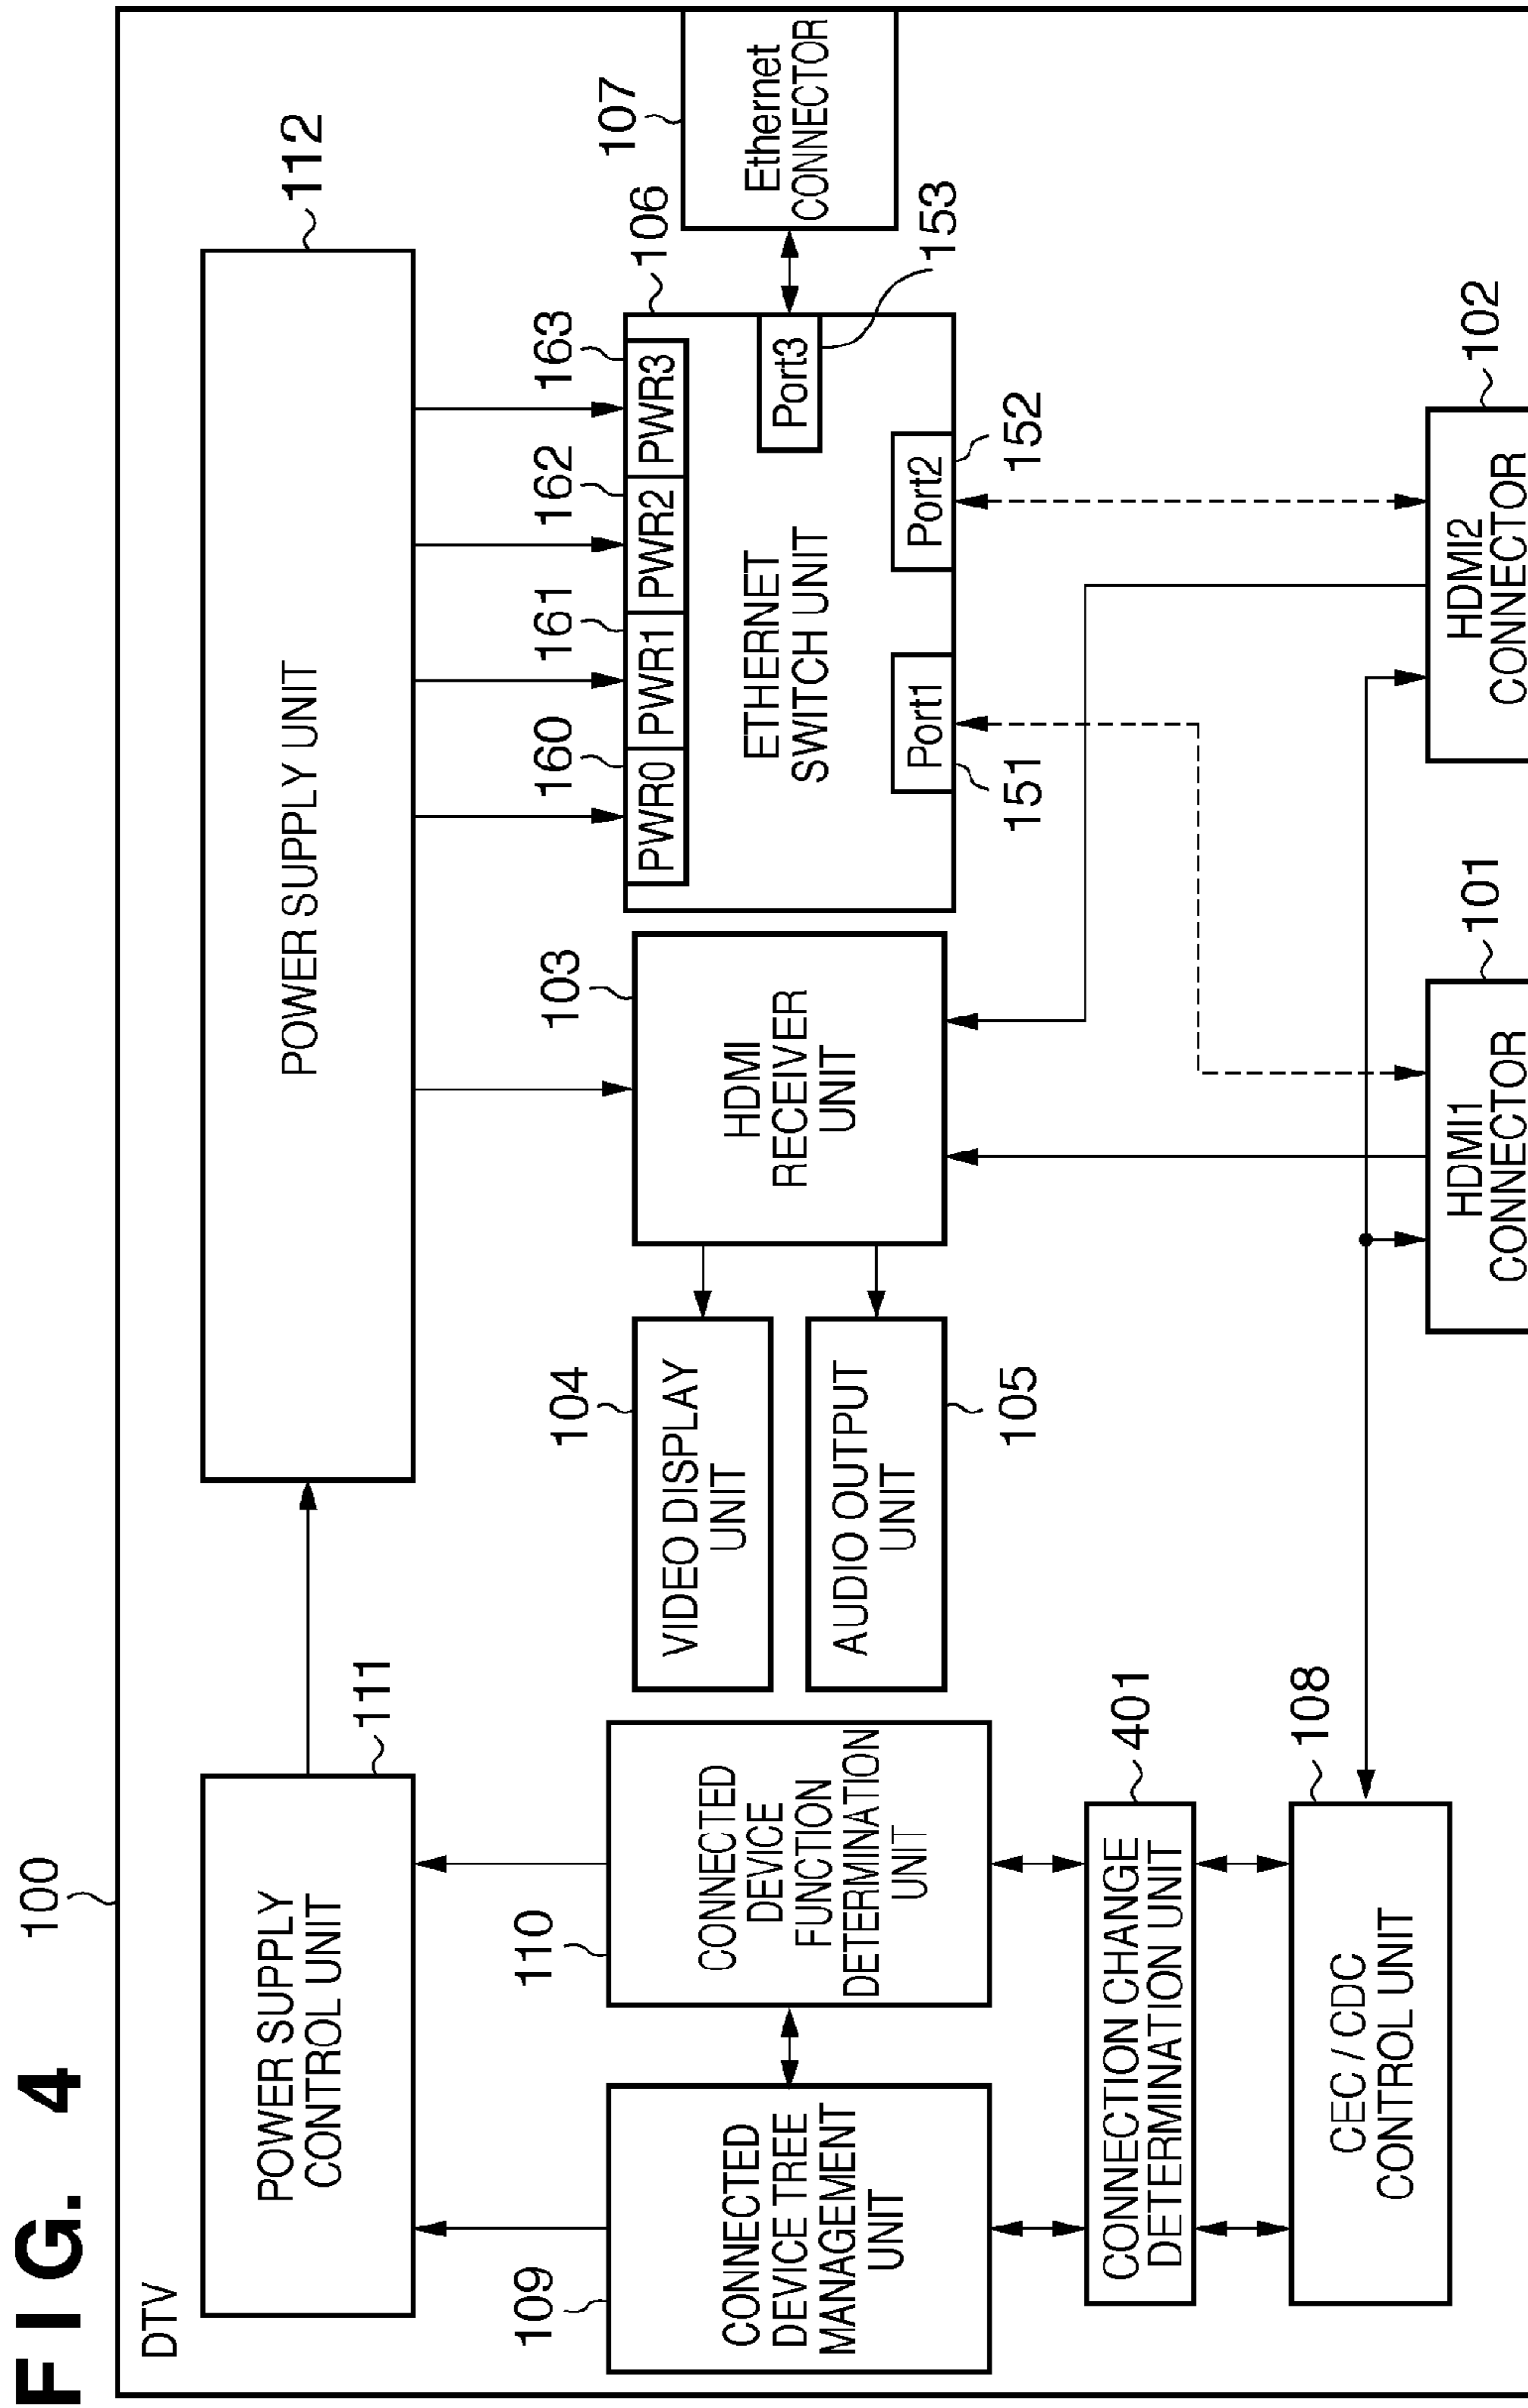 FIG. 4
100
DTV
POWER SUPPLY
CONTROL UNIT
111
POWER SUPPLY UNIT
112
109
CONNECTED
DEVICE TREE
MANAGEMENT
UNIT
110
CONNECTED
DEVICE
FUNCTION
DETERMINATION
UNIT
104
VIDEO DISPLAY
UNIT
AUDIO OUTPUT
UNIT
105
103
HDMI
RECEIVER
UNIT
160
161
162
163
106
PWR0
PWR1
PWR2
PWR3
ETHERNET
SWITCH UNIT
Port3
153
Port1
151
Port2
152
107
Ethernet
CONNECTOR
CONNECTION CHANGE
DETERMINATION UNIT
401
CEC / CDC
CONTROL UNIT
108
HDMI1
CONNECTOR
101
HDMI2
CONNECTOR
102